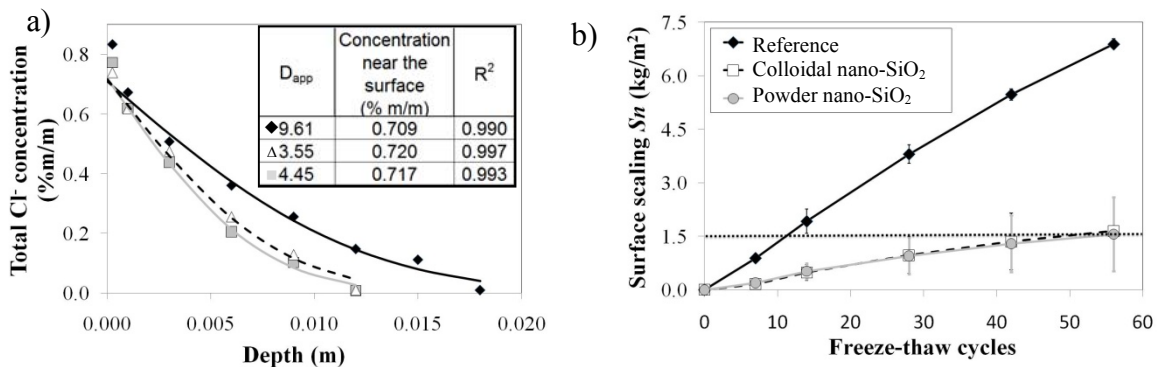 a)
Total Cl⁻ concentration
(%m/m)
0.8
0.6
0.4
0.2
0.0
0.000
0.005
0.010
0.015
0.020
Depth (m)
D_app
Concentration
near the
surface
(% m/m)
R²
9.61 0.709 0.990
3.55 0.720 0.997
4.45 0.717 0.993
b)
Surface scaling Sn (kg/m²)
7.5
6.0
4.5
3.0
1.5
0.0
0
10
20
30
40
50
60
Freeze-thaw cycles
Reference
Colloidal nano-SiO₂
Powder nano-SiO₂